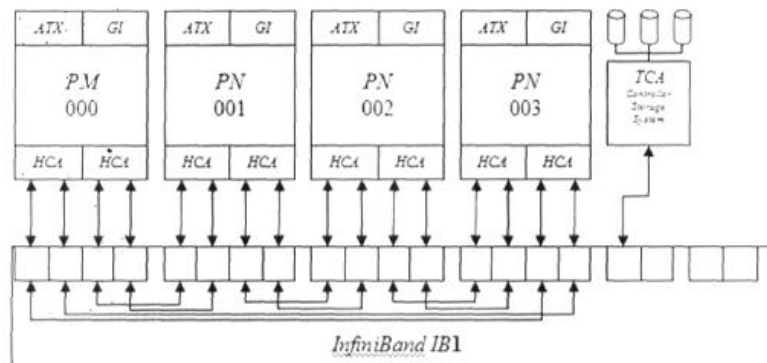 ATX GI ATX GI ATX GI ATX GI
PM PN PN PN TCA
000 001 002 003 Controller
Storage
System
HCA HCA HCA HCA HCA HCA HCA HCA
InfiniBand IB1